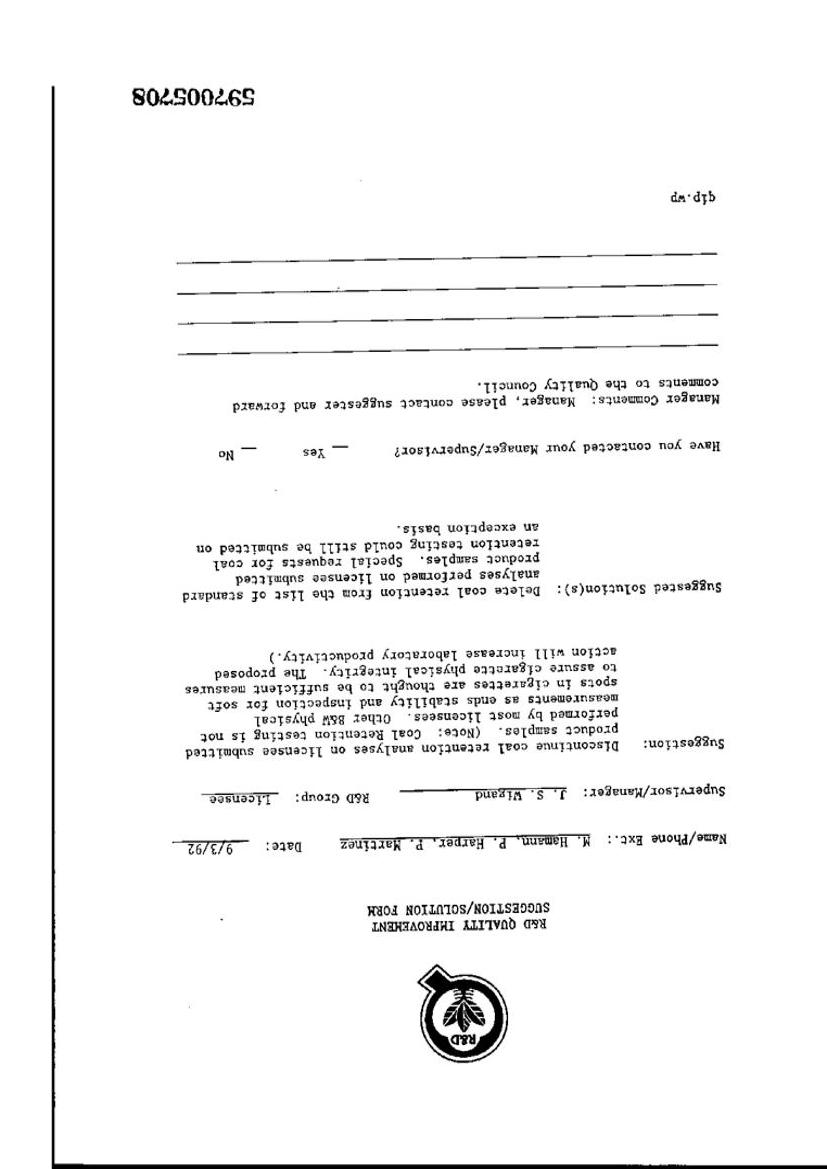 R&D
R&D QUALITY IMPROVEMENT
SUGGESTION/SOLUTION FORM
Name/Phone Ext.: M. Hamann, P. Harper, P. Martinez Date: 9/3/92
Supervisor/Manager: J. S. Wigand R&D Group: Licensee
Suggestion: Discontinue coal retention analyses on licensee submitted
product samples. (Note: Coal Retention testing is not
performed by most licensees. Other B&W physical
measurements as ends stability and inspection for soft
spots in cigarettes are thought to be sufficient measures
to assure cigarette physical integrity. The proposed
action will increase laboratory productivity.)
Suggested Solution(s): Delete coal retention from the list of standard
analyses performed on licensee submitted
product samples. Special requests for coal
retention testing could still be submitted on
an exception basis.
Have you contacted your Manager/Supervisor? __ Yes __ No
Manager Comments: Manager, please contact suggester and forward
comments to the Quality Council.
qip.wp
597005708